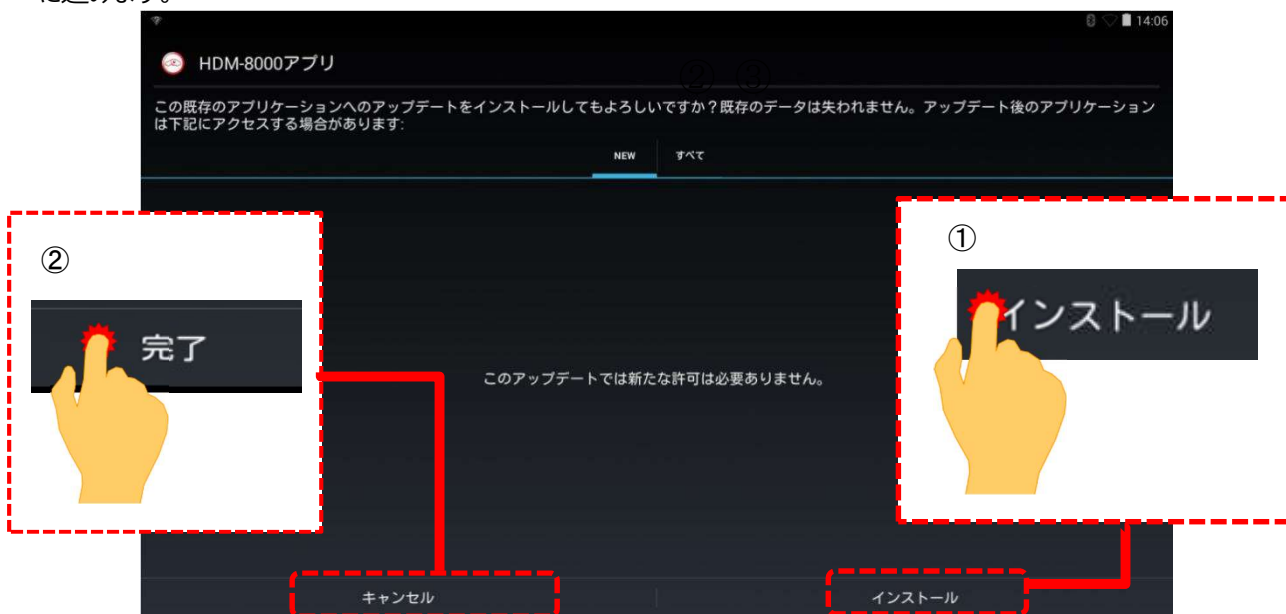 に進みます。
14:06
HDM-8000アプリ
② ③
この既存のアプリケーションへのアップデートをインストールしてもよろしいですか？既存のデータは失われません。アップデート後のアプリケーション
は下記にアクセスする場合があります:
NEW すべて
②
完了
①
インストール
このアップデートでは新たな許可は必要ありません。
キャンセル
インストール